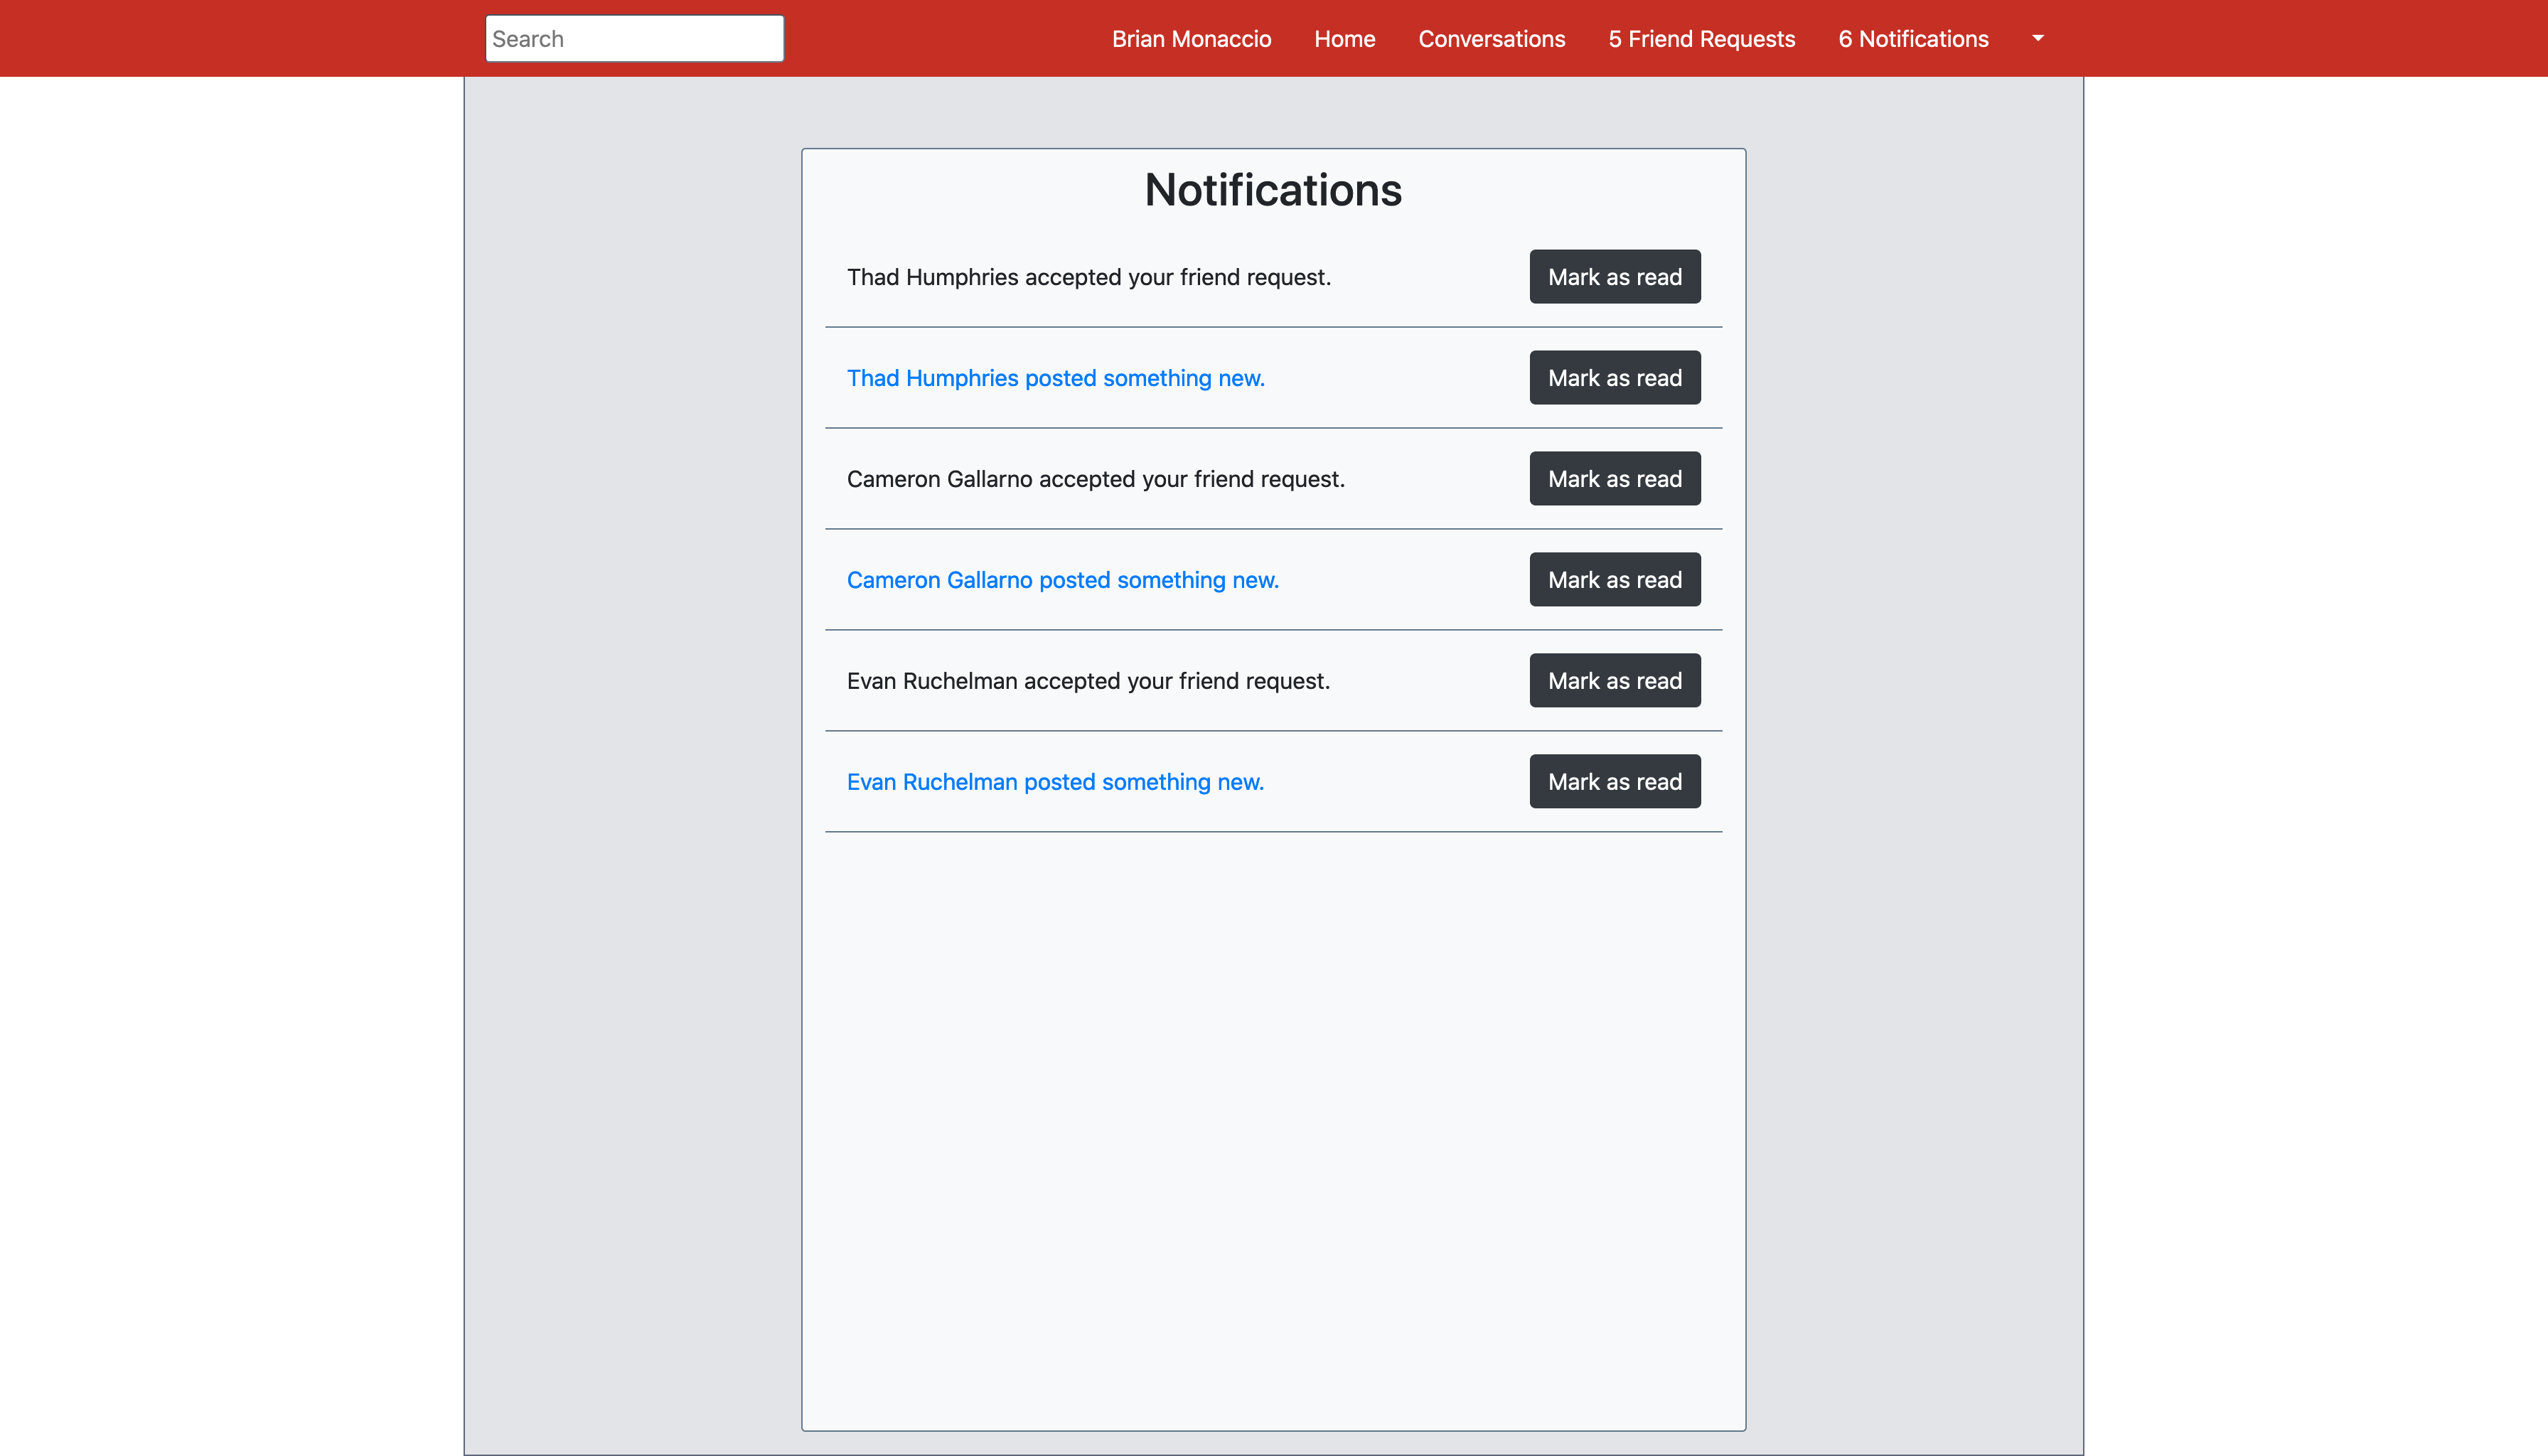 Search
Brian Monaccio Home Conversations 5 Friend Requests 6 Notifications
Notifications
Thad Humphries accepted your friend request. Mark as read
Thad Humphries posted something new. Mark as read
Cameron Gallarno accepted your friend request. Mark as read
Cameron Gallarno posted something new. Mark as read
Evan Ruchelman accepted your friend request. Mark as read
Evan Ruchelman posted something new. Mark as read